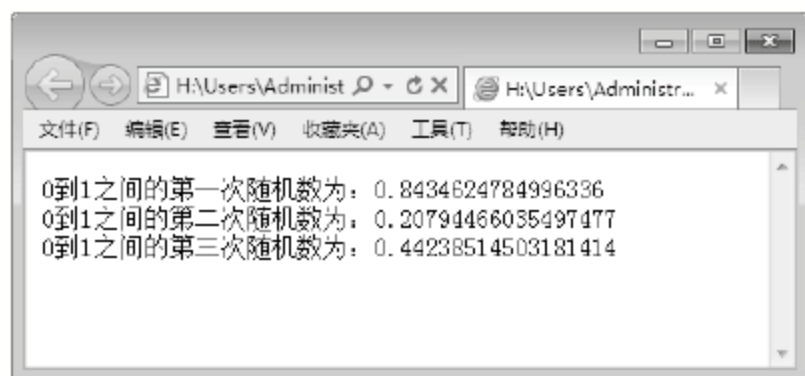 H:\Users\Administ
H:\Users\Administr...
文件(F) 编辑(E) 查看(V) 收藏夹(A) 工具(T) 帮助(H)
0到1之间的第一次随机数为：0.8434624784996336
0到1之间的第二次随机数为：0.20794466035497477
0到1之间的第三次随机数为：0.44238514503181414